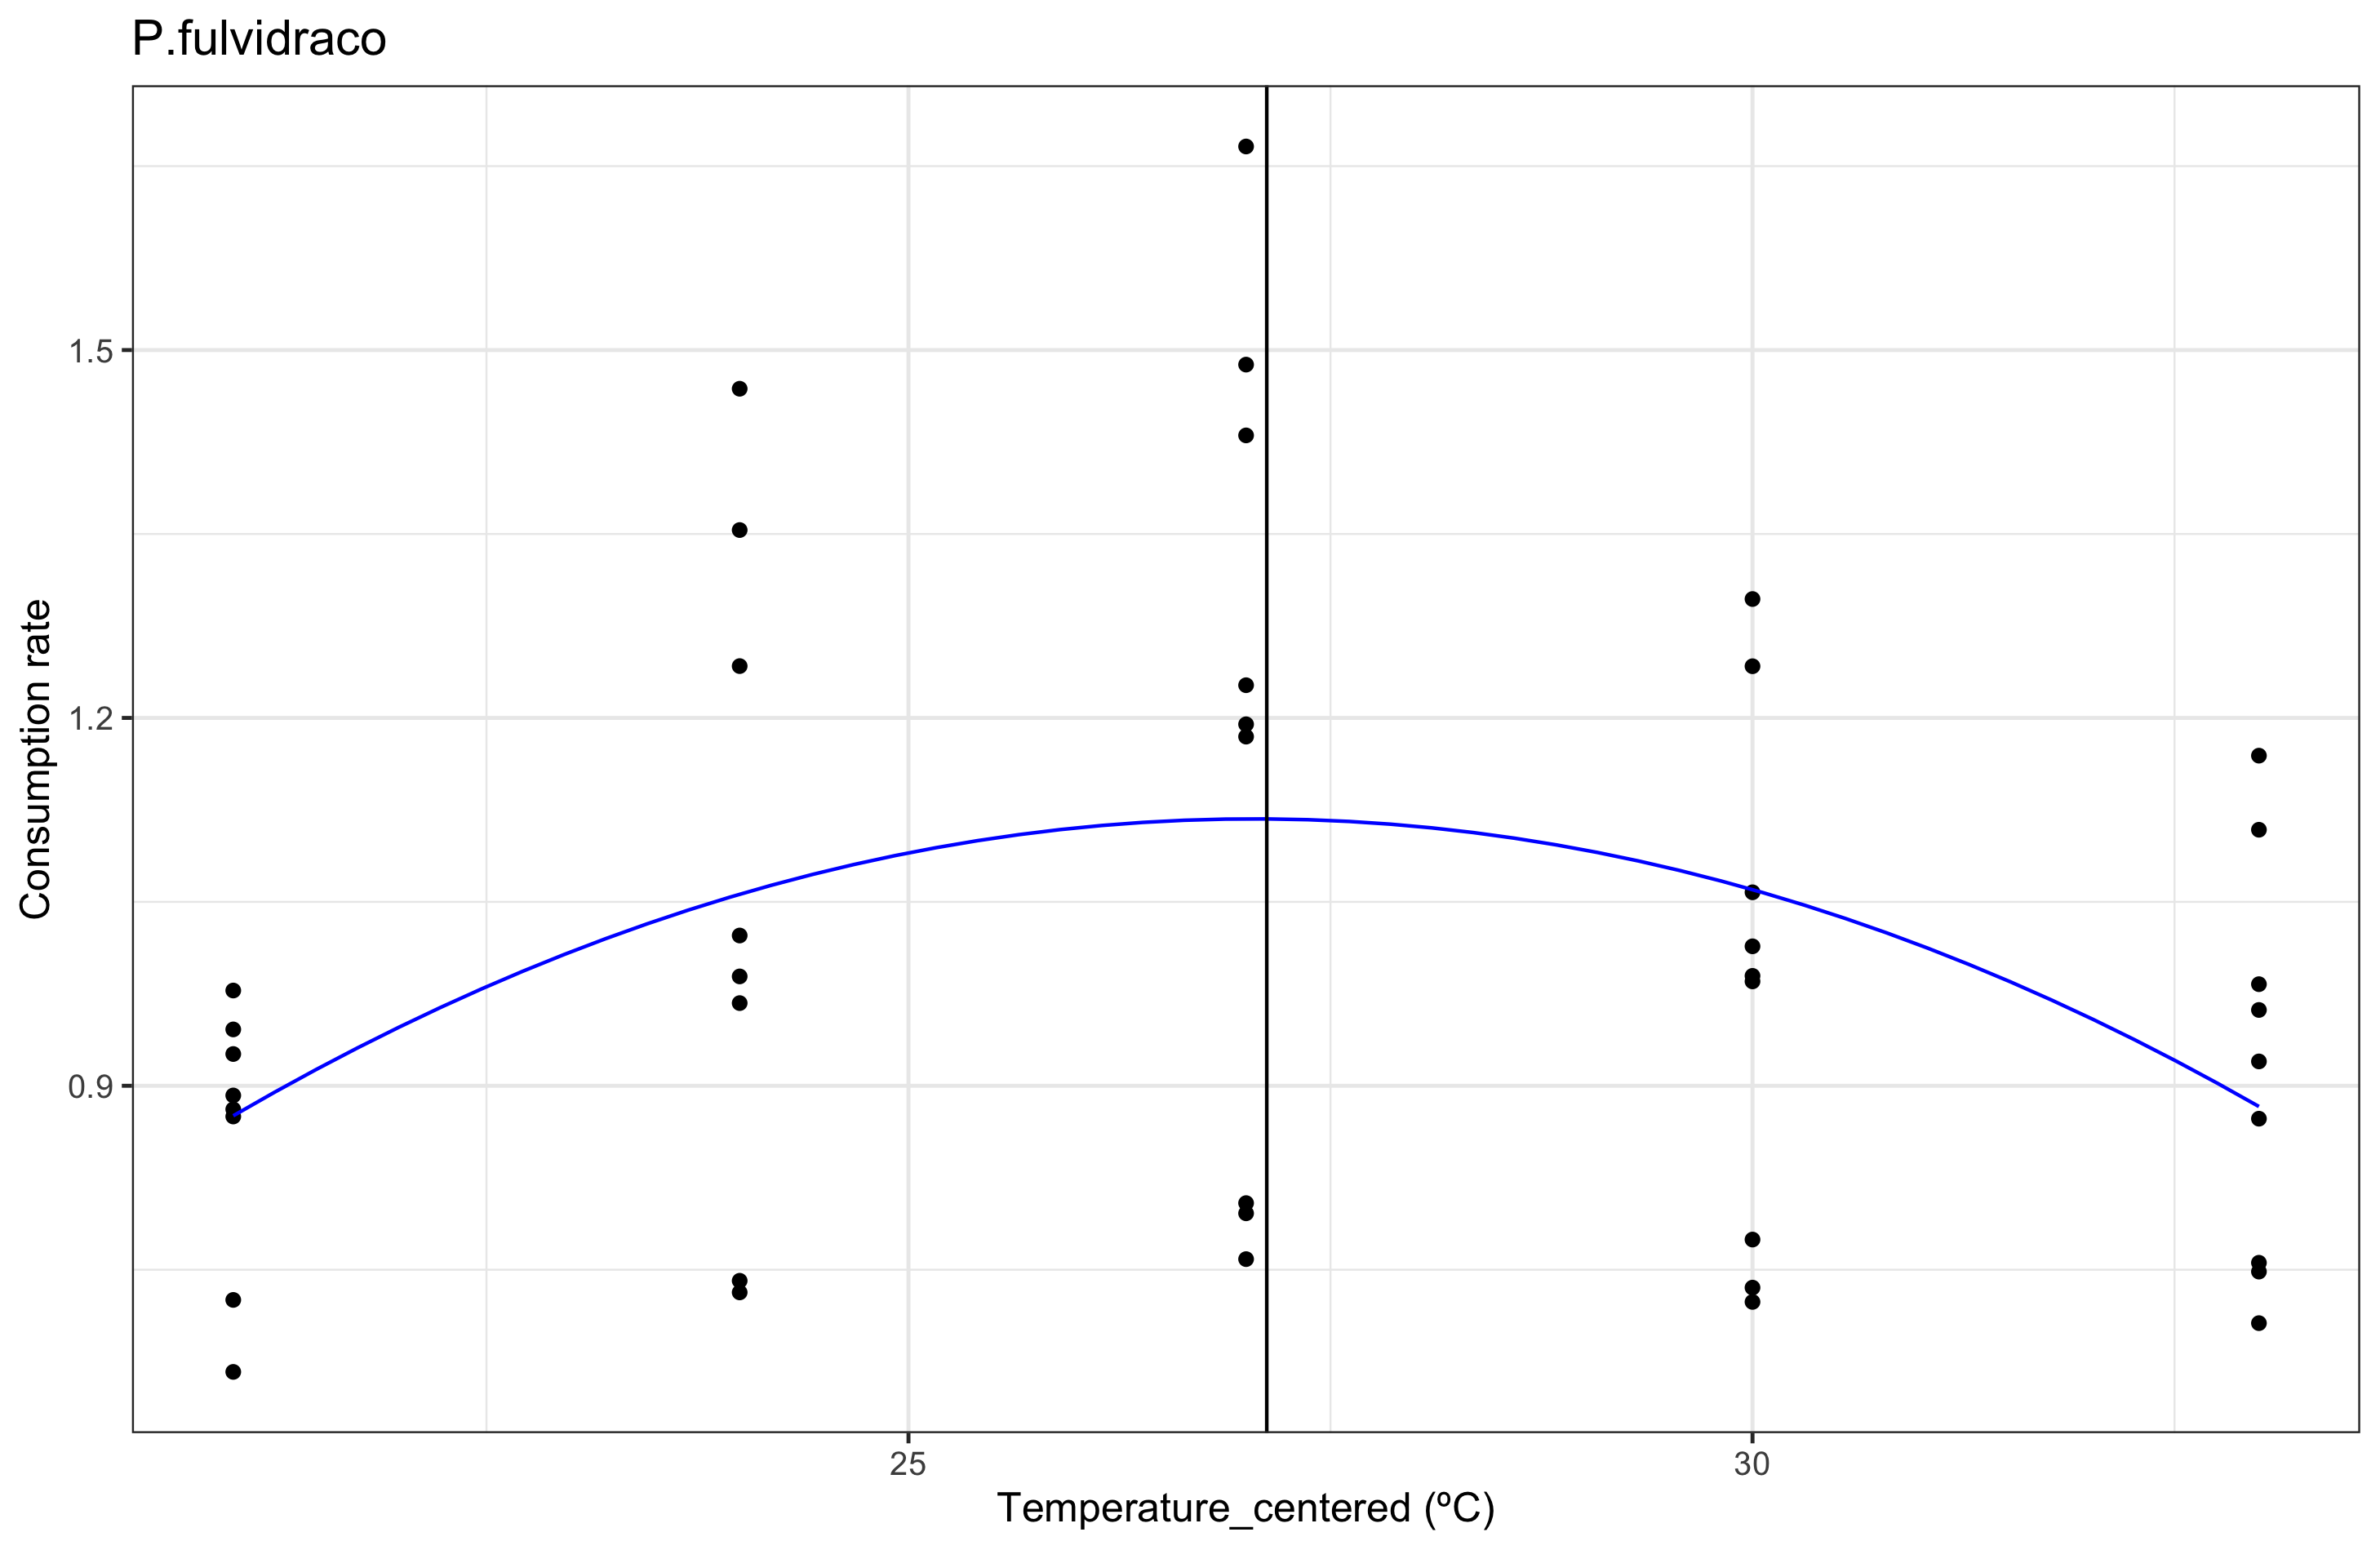 P.fulvidraco
1.5
1.2
0.9
Consumption rate
25
30
Temperature_centered (ºC)